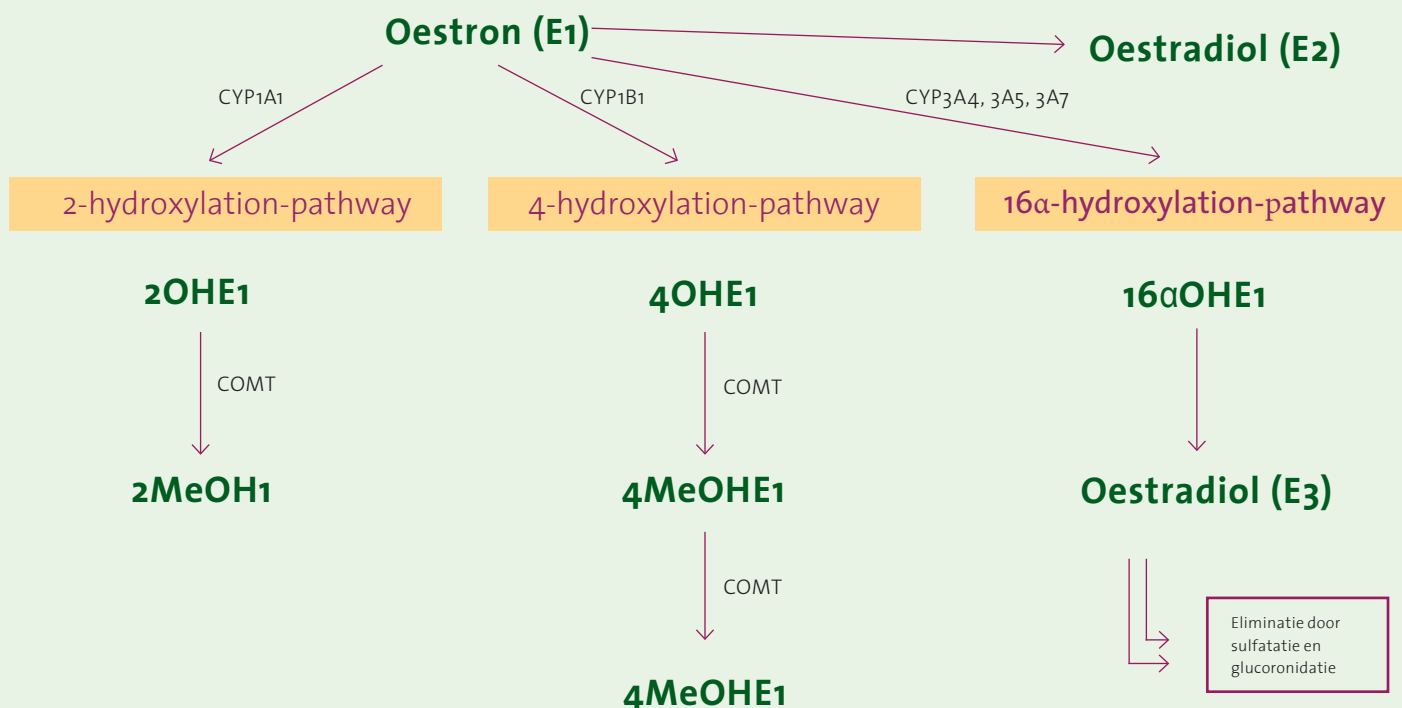 Oestron (E1)
Oestradiol (E2)
CYP1A1
CYP1B1
CYP3A4, 3A5, 3A7
2-hydroxylation-pathway
4-hydroxylation-pathway
16α-hydroxylation-pathway
2OHE1
4OHE1
16αOHE1
COMT
COMT
2MeOH1
4MeOHE1
Oestradiol (E3)
COMT
Eliminatie door
sulfatatie en
glucoronidatie
4MeOHE1